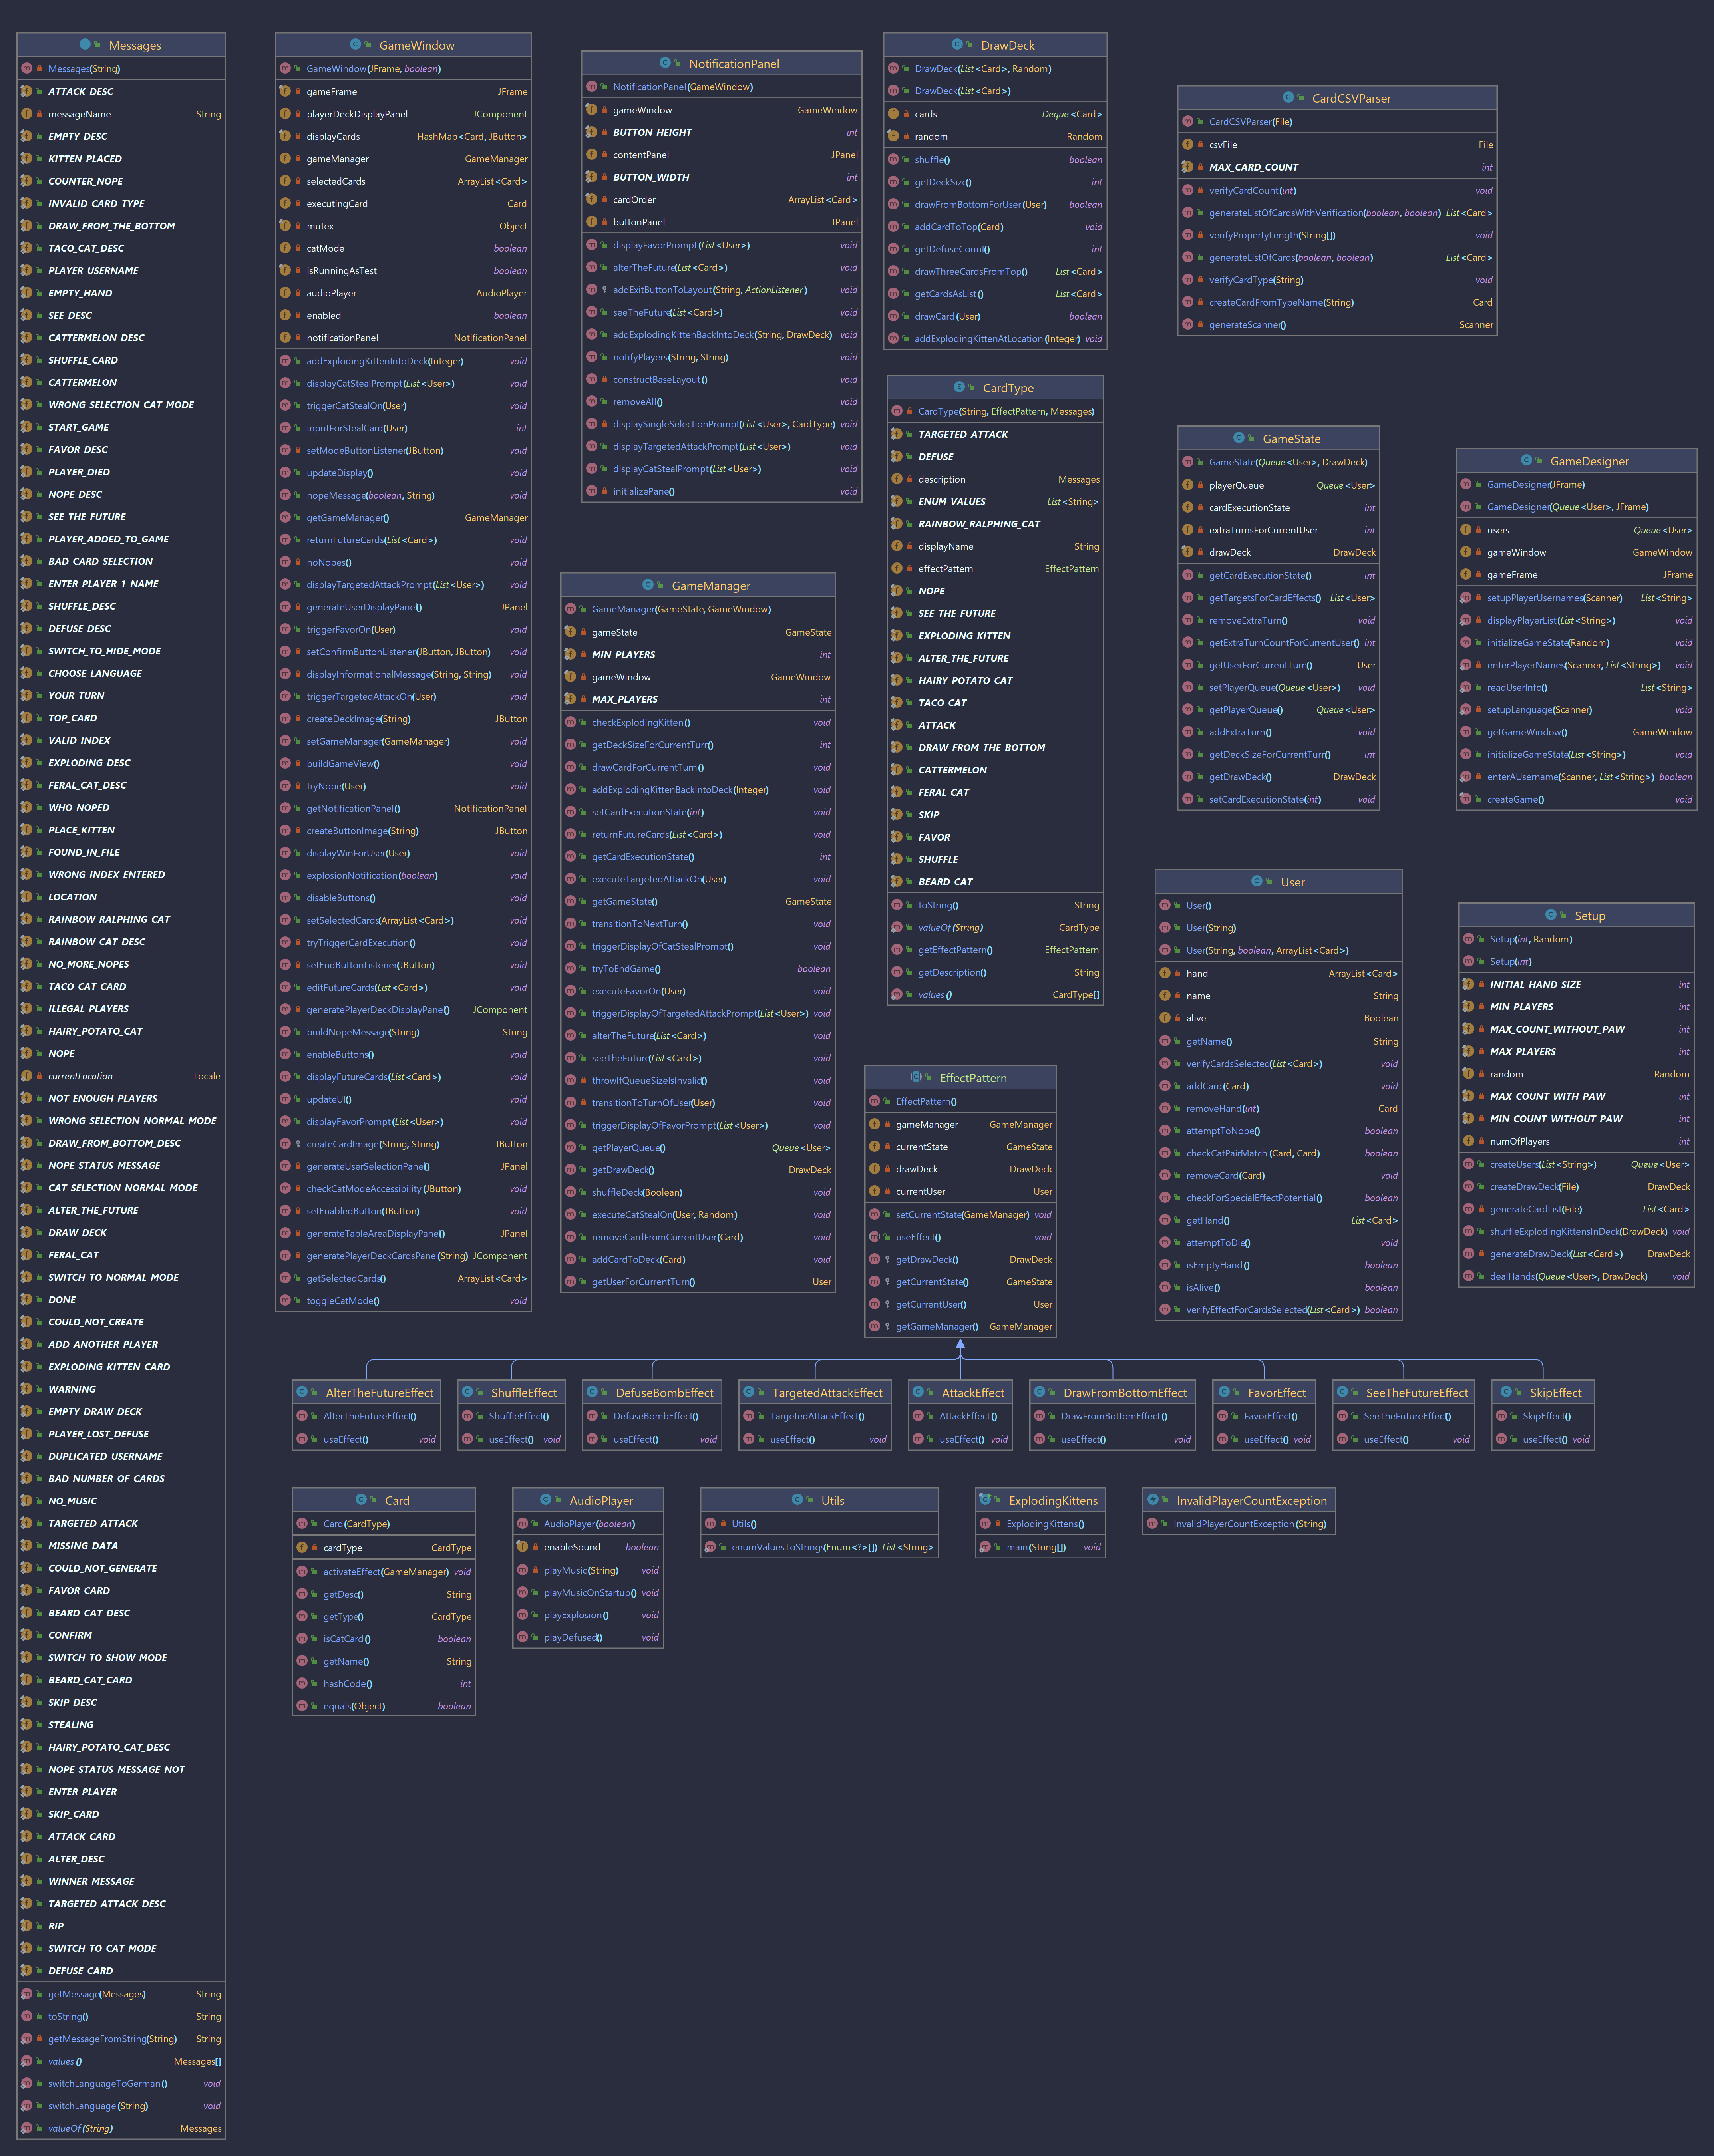 Messages
Messages(String)
ATTACK_DESC
messageName String
EMPTY_DESC
KITTEN_PLACED
COUNTER_NOPE
INVALID_CARD_TYPE
DRAW_FROM_THE_BOTTOM
TACO_CAT_DESC
PLAYER_USERNAME
EMPTY_HAND
SEE_DESC
CATTERMELON_DESC
SHUFFLE_CARD
CATTERMELON
WRONG_SELECTION_CAT_MODE
START_GAME
FAVOR_DESC
PLAYER_DIED
NOPE_DESC
SEE_THE_FUTURE
PLAYER_ADDED_TO_GAME
BAD_CARD_SELECTION
ENTER_PLAYER_1_NAME
SHUFFLE_DESC
DEFUSE_DESC
SWITCH_TO_HIDE_MODE
CHOOSE_LANGUAGE
YOUR_TURN
TOP_CARD
VALID_INDEX
EXPLODING_DESC
FERAL_CAT_DESC
WHO_NOPED
PLACE_KITTEN
FOUND_IN_FILE
WRONG_INDEX_ENTERED
LOCATION
RAINBOW_RALPHING_CAT
RAINBOW_CAT_DESC
NO_MORE_NOPES
TACO_CAT_CARD
ILLEGAL_PLAYERS
HAIRY_POTATO_CAT
NOPE
currentLocation Locale
NOT_ENOUGH_PLAYERS
WRONG_SELECTION_NORMAL_MODE
DRAW_FROM_BOTTOM_DESC
NOPE_STATUS_MESSAGE
CAT_SELECTION_NORMAL_MODE
ALTER_THE_FUTURE
DRAW_DECK
FERAL_CAT
SWITCH_TO_NORMAL_MODE
DONE
COULD_NOT_CREATE
ADD_ANOTHER_PLAYER
EXPLODING_KITTEN_CARD
WARNING
EMPTY_DRAW_DECK
PLAYER_LOST_DEFUSE
DUPLICATED_USERNAME
BAD_NUMBER_OF_CARDS
NO_MUSIC
TARGETED_ATTACK
MISSING_DATA
COULD_NOT_GENERATE
FAVOR_CARD
BEARD_CAT_DESC
CONFIRM
SWITCH_TO_SHOW_MODE
BEARD_CAT_CARD
SKIP_DESC
STEALING
HAIRY_POTATO_CAT_DESC
NOPE_STATUS_MESSAGE_NOT
ENTER_PLAYER
SKIP_CARD
ATTACK_CARD
ALTER_DESC
WINNER_MESSAGE
TARGETED_ATTACK_DESC
RIP
SWITCH_TO_CAT_MODE
DEFUSE_CARD
getMessage(Messages) String
toString() String
getMessageFromString(String) String
values() Messages[]
switchLanguageToGerman() void
switchLanguage(String) void
valueOf(String) Messages
GameWindow
GameWindow(JFrame, boolean)
gameFrame JFrame
playerDeckDisplayPanel JComponent
displayCards HashMap<Card, JButton>
gameManager GameManager
selectedCards ArrayList<Card>
executingCard Card
mutex Object
catMode boolean
isRunningAsTest boolean
audioPlayer AudioPlayer
enabled boolean
notificationPanel NotificationPanel
addExplodingKittenIntoDeck(Integer) void
displayCatStealPrompt(List<User>) void
triggerCatStealOn(User) void
inputForStealCard(User) int
setModeButtonListener(JButton) void
updateDisplay() void
nopeMessage(boolean, String) void
getGameManager() GameManager
returnFutureCards(List<Card>) void
noNopes() void
displayTargetedAttackPrompt(List<User>) void
generateUserDisplayPanel() JPanel
triggerFavorOn(User) void
setConfirmButtonListener(JButton, JButton) void
displayInformationalMessage(String, String) void
triggerTargetedAttackOn(User) void
createDeckImage(String) JButton
setGameManager(GameManager) void
buildGameView() void
tryNope(User) void
getNotificationPanel() NotificationPanel
createButtonImage(String) JButton
displayWinForUser(User) void
explosionNotification(boolean) void
disableButtons() void
setSelectedCards(ArrayList<Card>) void
tryTriggerCardExecution() void
setEndButtonListener(JButton) void
editFutureCards(List<Card>) void
generatePlayerDeckDisplayPanel() JComponent
buildNopeMessage(String) String
enableButtons() void
displayFutureCards(List<Card>) void
updateUI() void
displayFavorPrompt(List<User>) void
createCardImage(String, String) JButton
generateUserSelectionPanel() JPanel
checkCatModeAccessibility(JButton) void
setEnabledButton(JButton) void
generateTableAreaDisplayPanel() JPanel
generatePlayerDeckCardsPanel(String) JComponent
getSelectedCards() ArrayList<Card>
toggleCatMode() void
NotificationPanel
NotificationPanel(GameWindow)
gameWindow GameWindow
BUTTON_HEIGHT int
contentPanel JPanel
BUTTON_WIDTH int
cardOrder ArrayList<Card>
buttonPanel JPanel
displayFavorPrompt(List<User>) void
alterTheFuture(List<Card>) void
addExitButtonToLayout(String, ActionListener) void
seeTheFuture(List<Card>) void
addExplodingKittenBackIntoDeck(String, DrawDeck) void
notifyPlayers(String, String) void
constructBaseLayout() void
removeAll() void
displaySingleSelectionPrompt(List<User>, CardType) void
displayTargetedAttackPrompt(List<User>) void
displayCatStealPrompt(List<User>) void
initializePane() void
GameManager
GameManager(GameState, GameWindow)
gameState GameState
MIN_PLAYERS int
gameWindow GameWindow
MAX_PLAYERS int
checkExplodingKitten() void
getDeckSizeForCurrentTurn() int
drawCardForCurrentTurn() void
addExplodingKittenBackIntoDeck(Integer) void
setCardExecutionState(int) void
returnFutureCards(List<Card>) void
getCardExecutionState() int
executeTargetedAttackOn(User) void
getGameState() GameState
transitionToNextTurn() void
triggerDisplayOfCatStealPrompt() void
tryToEndGame() boolean
executeFavorOn(User) void
triggerDisplayOfTargetedAttackPrompt(List<User>) void
alterTheFuture(List<Card>) void
seeTheFuture(List<Card>) void
throwIfQueueSizeIsInvalid() void
transitionToTurnOfUser(User) void
triggerDisplayOfFavorPrompt(List<User>) void
getPlayerQueue() Queue<User>
getDrawDeck() DrawDeck
shuffleDeck(Boolean) void
executeCatStealOn(User, Random) void
removeCardFromCurrentUser(Card) void
addCardToDeck(Card) void
getUserForCurrentTurn() User
DrawDeck
DrawDeck(List<Card>, Random)
DrawDeck(List<Card>)
cards Deque<Card>
random Random
shuffle() boolean
getDeckSize() int
drawFromBottomForUser(User) boolean
addCardToTop(Card) void
getDefuseCount() int
drawThreeCardsFromTop() List<Card>
getCardsAsList() List<Card>
drawCard(User) boolean
addExplodingKittenAtLocation(Integer) void
CardType
CardType(String, EffectPattern, Messages)
TARGETED_ATTACK
DEFUSE
description Messages
ENUM_VALUES List<String>
RAINBOW_RALPHING_CAT
displayName String
effectPattern EffectPattern
NOPE
SEE_THE_FUTURE
EXPLODING_KITTEN
ALTER_THE_FUTURE
HAIRY_POTATO_CAT
TACO_CAT
ATTACK
DRAW_FROM_THE_BOTTOM
CATTERMELON
FERAL_CAT
SKIP
FAVOR
SHUFFLE
BEARD_CAT
toString() String
valueOf(String) CardType
getEffectPattern() EffectPattern
getDescription() String
values() CardType[]
EffectPattern
EffectPattern()
gameManager GameManager
currentState GameState
drawDeck DrawDeck
currentUser User
setCurrentState(GameManager) void
useEffect() void
getDrawDeck() DrawDeck
getCurrentState() GameState
getCurrentUser() User
getGameManager() GameManager
CardCSVParser
CardCSVParser(File)
csvFile File
MAX_CARD_COUNT int
verifyCardCount(int) void
generateListOfCardsWithVerification(boolean, boolean) List<Card>
verifyPropertyLength(String[]) void
generateListOfCards(boolean, boolean) List<Card>
verifyCardType(String) void
createCardFromTypeName(String) Card
generateScanner() Scanner
GameState
GameState(Queue<User>, DrawDeck)
playerQueue Queue<User>
cardExecutionState int
extraTurnsForCurrentUser int
drawDeck DrawDeck
getCardExecutionState() int
getTargetsForCardEffects() List<User>
removeExtraTurn() void
getExtraTurnCountForCurrentUser() int
getUserForCurrentTurn() User
setPlayerQueue(Queue<User>) void
getPlayerQueue() Queue<User>
addExtraTurn() void
getDeckSizeForCurrentTurn() int
getDrawDeck() DrawDeck
setCardExecutionState(int) void
GameDesigner
GameDesigner(JFrame)
GameDesigner(Queue<User>, JFrame)
users Queue<User>
gameWindow GameWindow
gameFrame JFrame
setupPlayerUsernames(Scanner) List<String>
displayPlayerList(List<String>) void
initializeGameState(Random) void
enterPlayerNames(Scanner, List<String>) void
readUserInfo() List<String>
setupLanguage(Scanner) void
getGameWindow() GameWindow
initializeGameState(List<String>) void
enterAUsername(Scanner, List<String>) boolean
createGame() void
User
User()
User(String)
User(String, boolean, ArrayList<Card>)
hand ArrayList<Card>
name String
alive Boolean
getName() String
verifyCardsSelected(List<Card>) void
addCard(Card) void
removeHand(int) Card
attemptToNope() boolean
checkCatPairMatch(Card, Card) boolean
removeCard(Card) void
checkForSpecialEffectPotential() boolean
getHand() List<Card>
attemptToDie() void
isEmptyHand() boolean
isAlive() boolean
verifyEffectForCardsSelected(List<Card>) boolean
Setup
Setup(int, Random)
Setup(int)
INITIAL_HAND_SIZE int
MIN_PLAYERS int
MAX_COUNT_WITHOUT_PAW int
MAX_PLAYERS int
random Random
MAX_COUNT_WITH_PAW int
MIN_COUNT_WITHOUT_PAW int
numOfPlayers int
createUsers(List<String>) Queue<User>
createDrawDeck(File) DrawDeck
generateCardList(File) List<Card>
shuffleExplodingKittensInDeck(DrawDeck) void
generateDrawDeck(List<Card>) DrawDeck
dealHands(Queue<User>, DrawDeck) void
AlterTheFutureEffect
AlterTheFutureEffect()
useEffect() void
ShuffleEffect
ShuffleEffect()
useEffect() void
DefuseBombEffect
DefuseBombEffect()
useEffect() void
TargetedAttackEffect
TargetedAttackEffect()
useEffect() void
AttackEffect
AttackEffect()
useEffect() void
DrawFromBottomEffect
DrawFromBottomEffect()
useEffect() void
FavorEffect
FavorEffect()
useEffect() void
SeeTheFutureEffect
SeeTheFutureEffect()
useEffect() void
SkipEffect
SkipEffect()
useEffect() void
Card
Card(CardType)
cardType CardType
activateEffect(GameManager) void
getDesc() String
getType() CardType
isCatCard() boolean
getName() String
hashCode() int
equals(Object) boolean
AudioPlayer
AudioPlayer(boolean)
enableSound boolean
playMusic(String) void
playMusicOnStartup() void
playExplosion() void
playDefused() void
Utils
Utils()
enumValuesToStrings(Enum<?>[]) List<String>
ExplodingKittens
ExplodingKittens()
main(String[]) void
InvalidPlayerCountException
InvalidPlayerCountException(String)